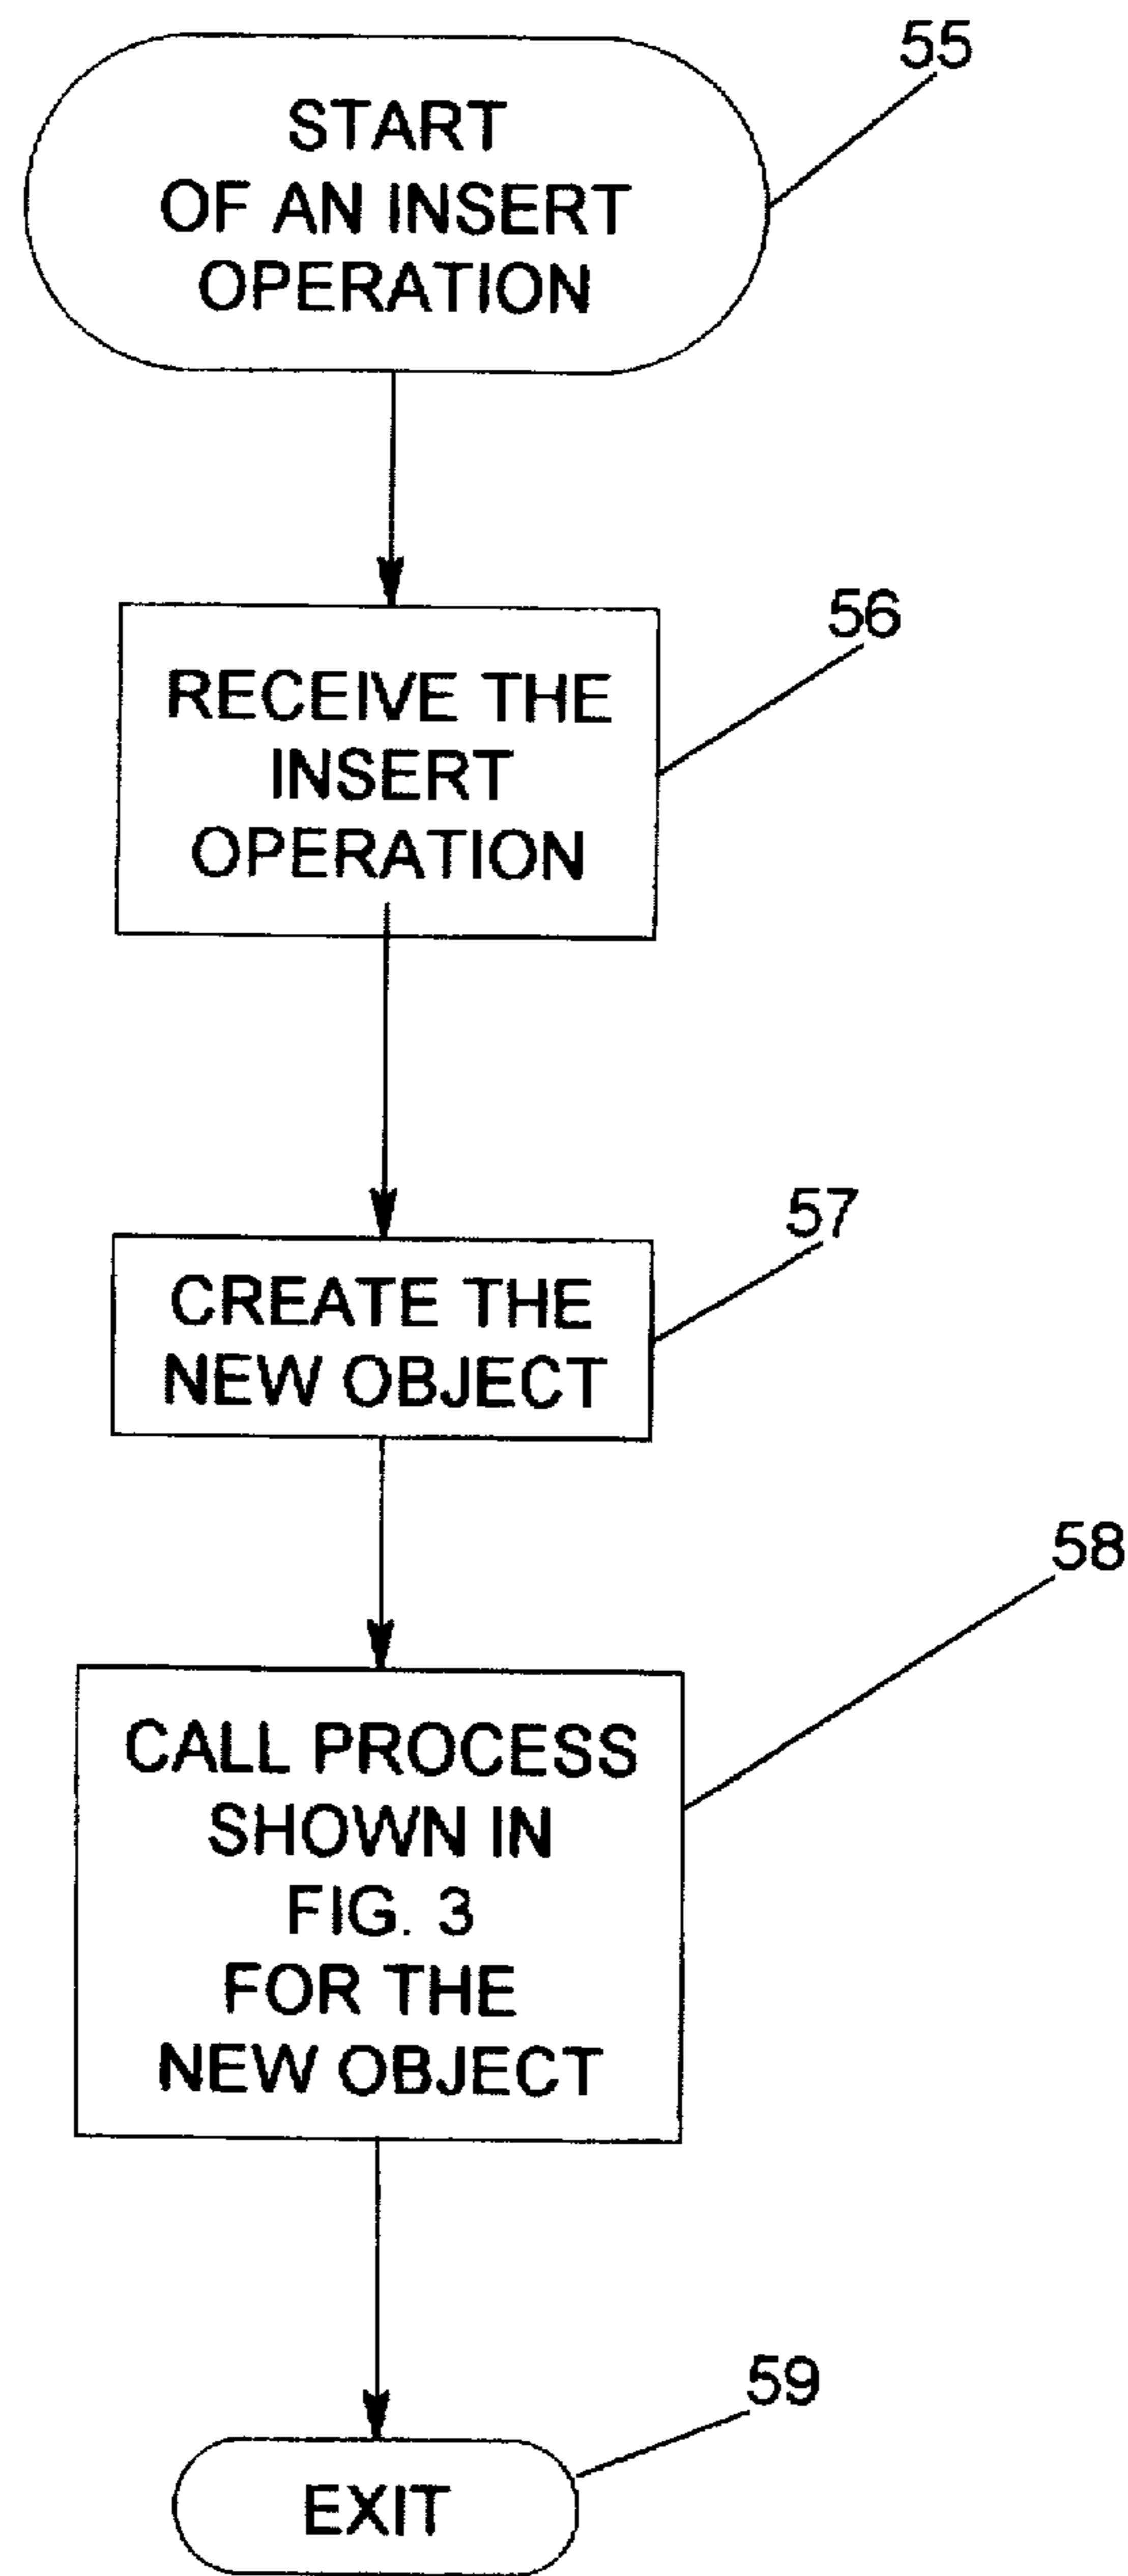 55
START
OF AN INSERT
OPERATION
56
RECEIVE THE
INSERT
OPERATION
57
CREATE THE
NEW OBJECT
58
CALL PROCESS
SHOWN IN
FIG. 3
FOR THE
NEW OBJECT
59
EXIT